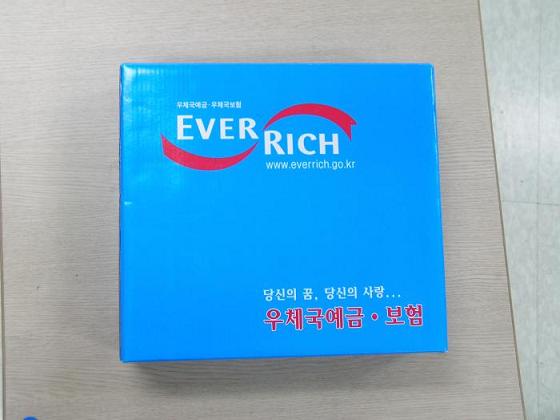 우체국예금·우체국보험
EVER RICH
www.everrich.go.kr
당신의 꿈, 당신의 사랑...
우체국예금·보험